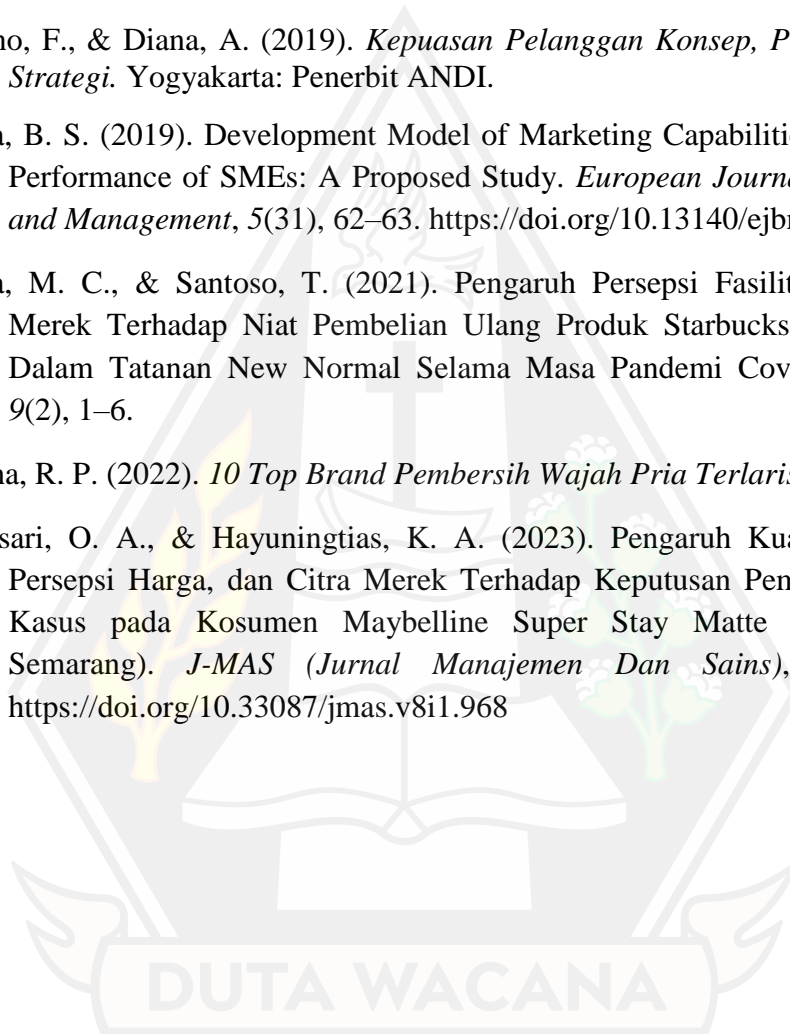 no, F., & Diana, A. (2019). Kepuasan Pelanggan Konsep, P
Strategi. Yogyakarta: Penerbit ANDI.
a, B. S. (2019). Development Model of Marketing Capabiliti
Performance of SMEs: A Proposed Study. European Journa
and Management, 5(31), 62–63. https://doi.org/10.13140/ejbr
a, M. C., & Santoso, T. (2021). Pengaruh Persepsi Fasilit
Merek Terhadap Niat Pembelian Ulang Produk Starbucks
Dalam Tatanan New Normal Selama Masa Pandemi Cov
9(2), 1–6.
na, R. P. (2022). 10 Top Brand Pembersih Wajah Pria Terlaris
sari, O. A., & Hayuningtias, K. A. (2023). Pengaruh Kua
Persepsi Harga, dan Citra Merek Terhadap Keputusan Pem
Kasus pada Kosumen Maybelline Super Stay Matte
Semarang). J-MAS (Jurnal Manajemen Dan Sains),
https://doi.org/10.33087/jmas.v8i1.968
DUTA WACANA